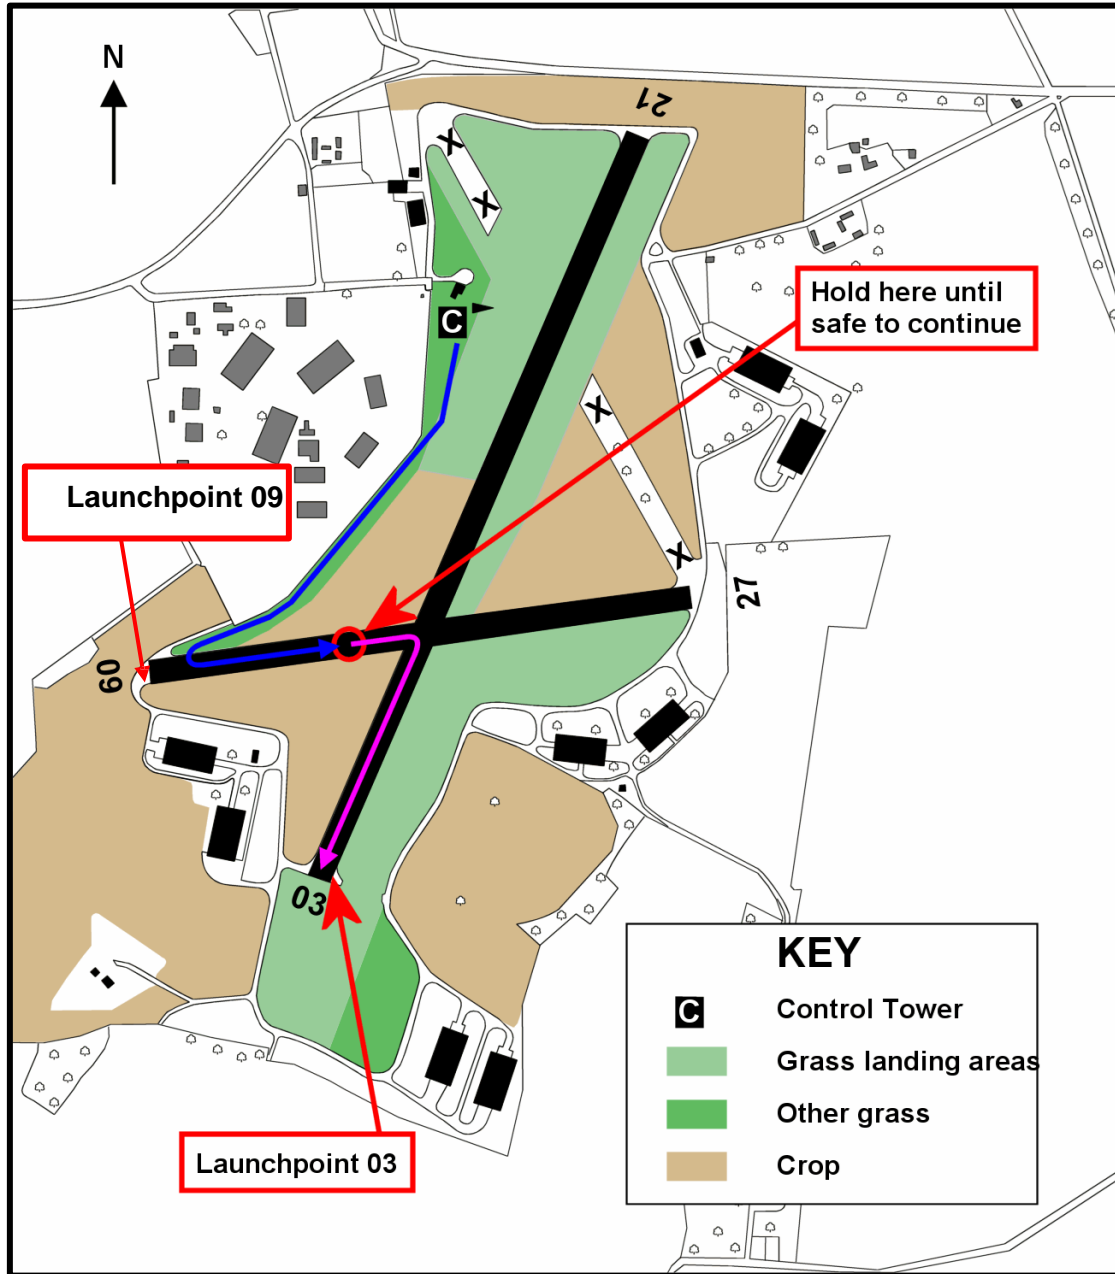 N
21
Hold here until
safe to continue
C
X
X
X
X
Launchpoint 09
27
09
03
Launchpoint 03
KEY
C Control Tower
Grass landing areas
Other grass
Crop